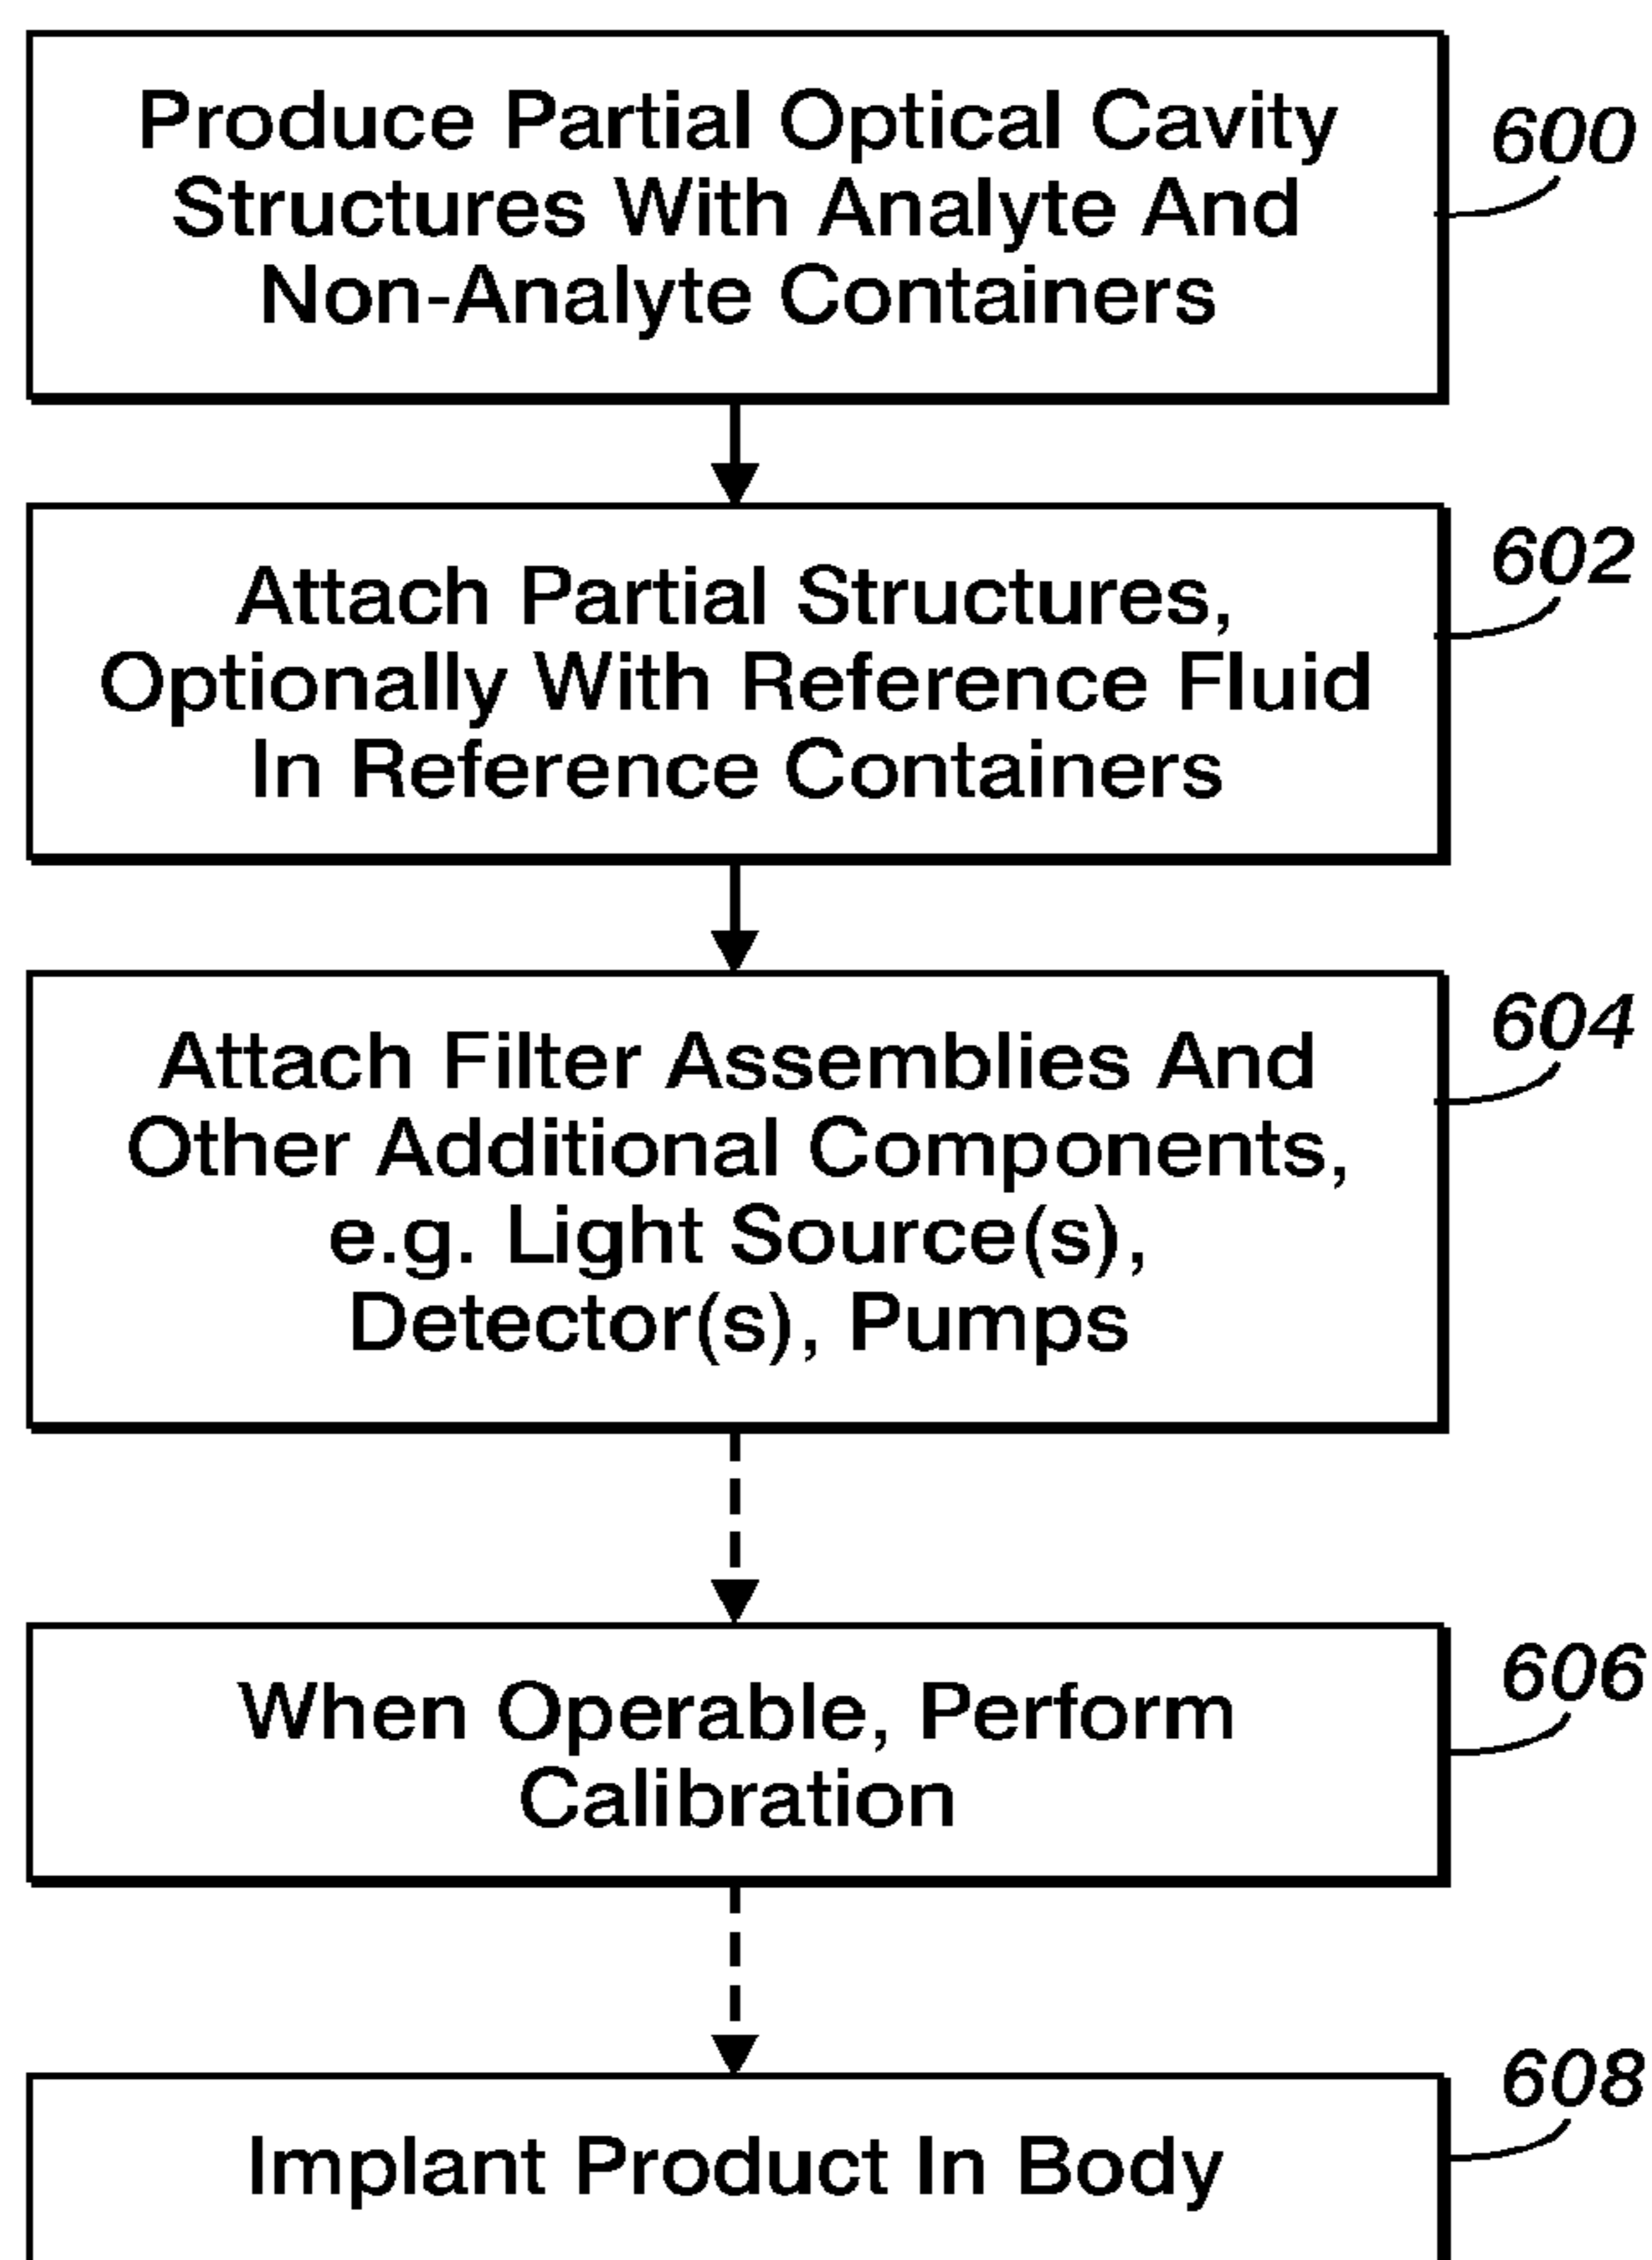 Produce Partial Optical Cavity
Structures With Analyte And
Non-Analyte Containers
600
Attach Partial Structures,
Optionally With Reference Fluid
In Reference Containers
602
Attach Filter Assemblies And
Other Additional Components,
e.g. Light Source(s),
Detector(s), Pumps
604
When Operable, Perform
Calibration
606
Implant Product In Body
608